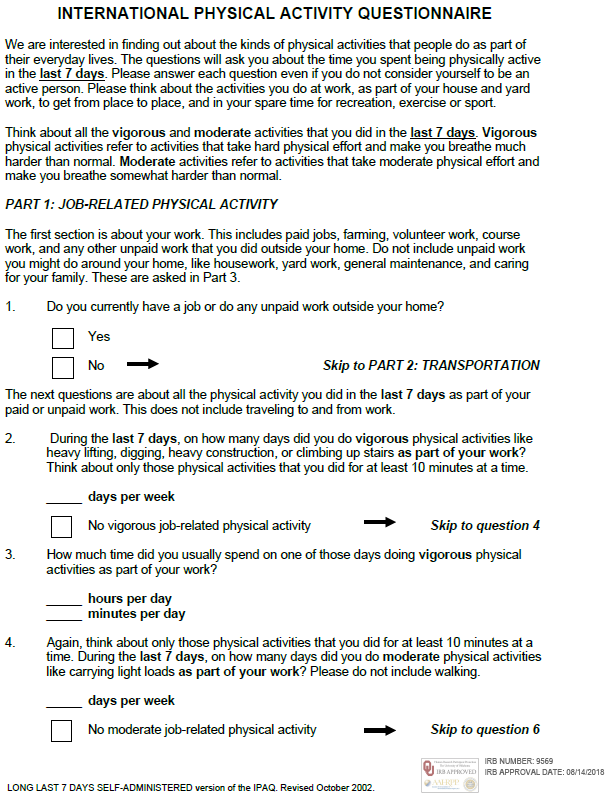 INTERNATIONAL PHYSICAL ACTIVITY QUESTIONNAIRE
We are interested in finding out about the kinds of physical activities that people do as part of
their everyday lives. The questions will ask you about the time you spent being physically active
in the last 7 days. Please answer each question even if you do not consider yourself to be an
active person. Please think about the activities you do at work, as part of your house and yard
work, to get from place to place, and in your spare time for recreation, exercise or sport.
Think about all the vigorous and moderate activities that you did in the last 7 days. Vigorous
physical activities refer to activities that take hard physical effort and make you breathe much
harder than normal. Moderate activities refer to activities that take moderate physical effort and
make you breathe somewhat harder than normal.
PART 1: JOB-RELATED PHYSICAL ACTIVITY
The first section is about your work. This includes paid jobs, farming, volunteer work, course
work, and any other unpaid work that you did outside your home. Do not include unpaid work
you might do around your home, like housework, yard work, general maintenance, and caring
for your family. These are asked in Part 3.
1. Do you currently have a job or do any unpaid work outside your home?
Yes
No Skip to PART 2: TRANSPORTATION
The next questions are about all the physical activity you did in the last 7 days as part of your
paid or unpaid work. This does not include traveling to and from work.
2. During the last 7 days, on how many days did you do vigorous physical activities like
heavy lifting, digging, heavy construction, or climbing up stairs as part of your work?
Think about only those physical activities that you did for at least 10 minutes at a time.
_____ days per week
No vigorous job-related physical activity Skip to question 4
3. How much time did you usually spend on one of those days doing vigorous physical
activities as part of your work?
_____ hours per day
_____ minutes per day
4. Again, think about only those physical activities that you did for at least 10 minutes at a
time. During the last 7 days, on how many days did you do moderate physical activities
like carrying light loads as part of your work? Please do not include walking.
_____ days per week
No moderate job-related physical activity Skip to question 6
IRB APPROVED
IRB NUMBER: 9569
IRB APPROVAL DATE: 08/14/2018
LONG LAST 7 DAYS SELF-ADMINISTERED version of the IPAQ. Revised October 2002.